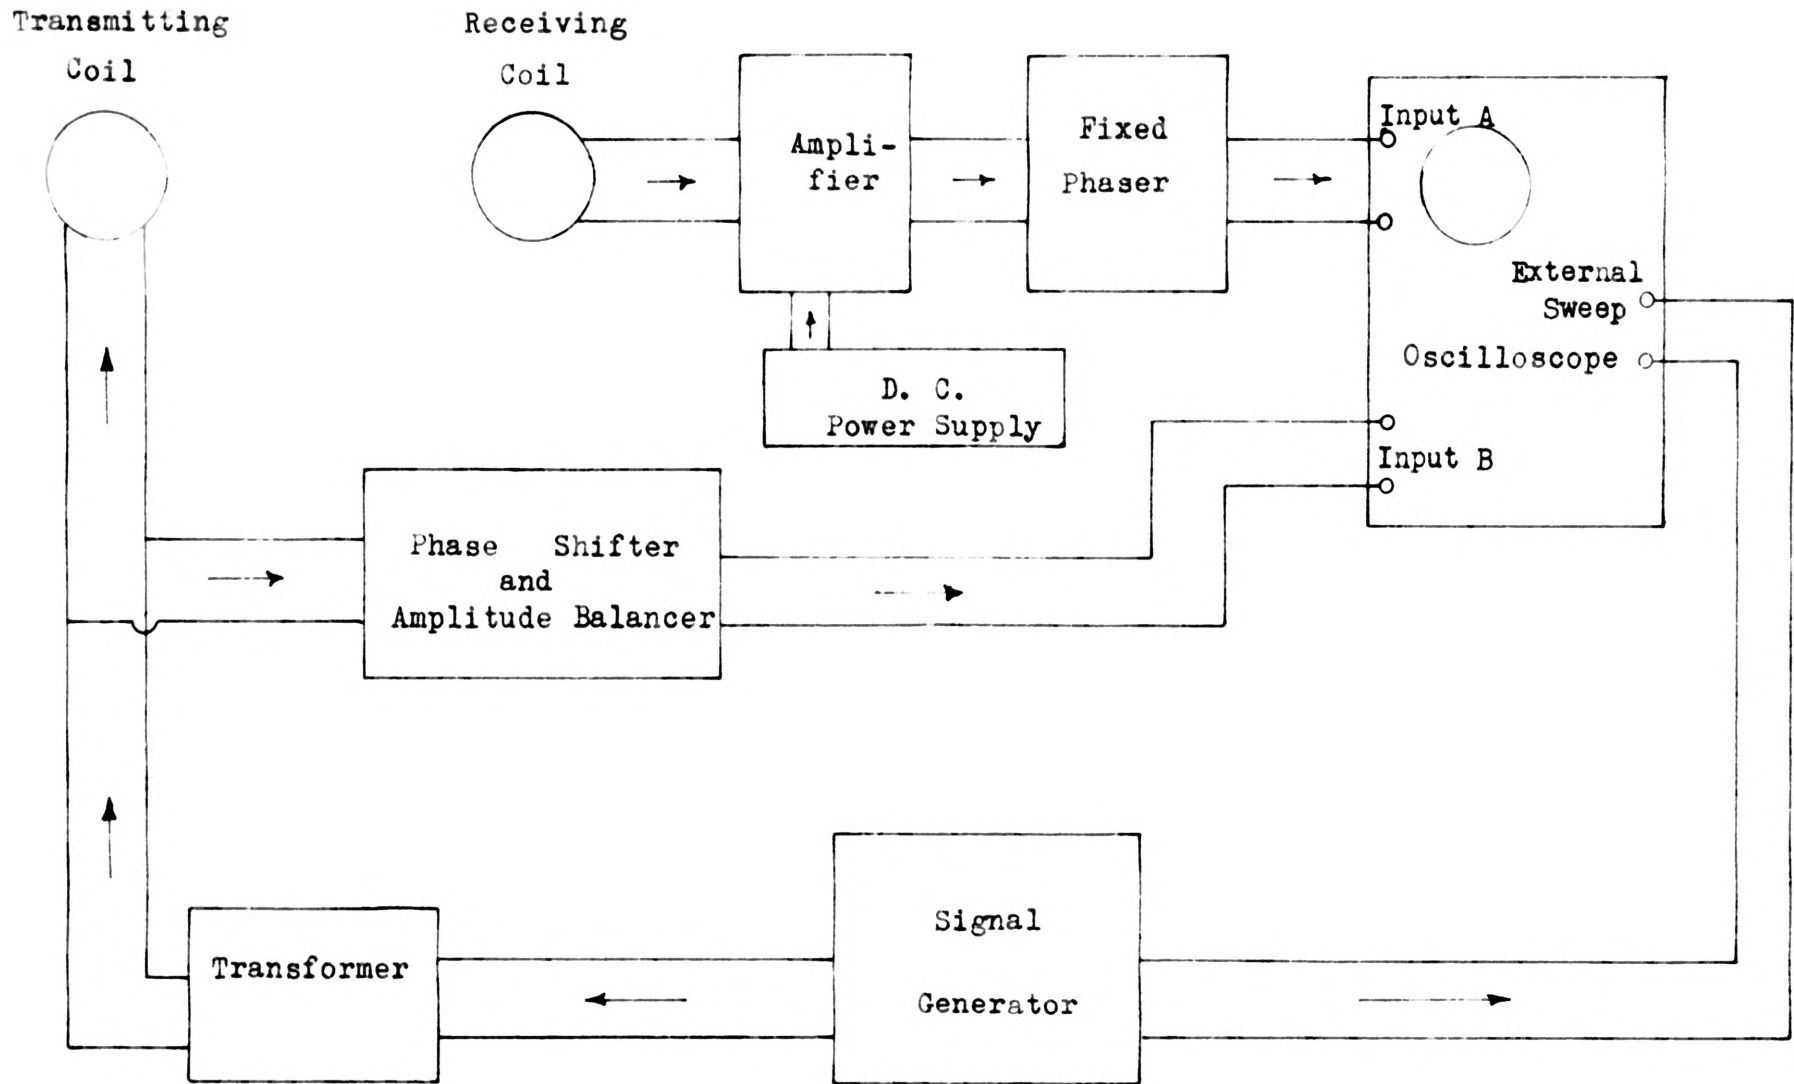 Transmitting
Coil
Receiving
Coil
Ampli-
fier
Fixed
Phaser
Input A
External
Sweep
Oscilloscope
Input B
D. C.
Power Supply
Phase Shifter
and
Amplitude Balancer
Transformer
Signal
Generator